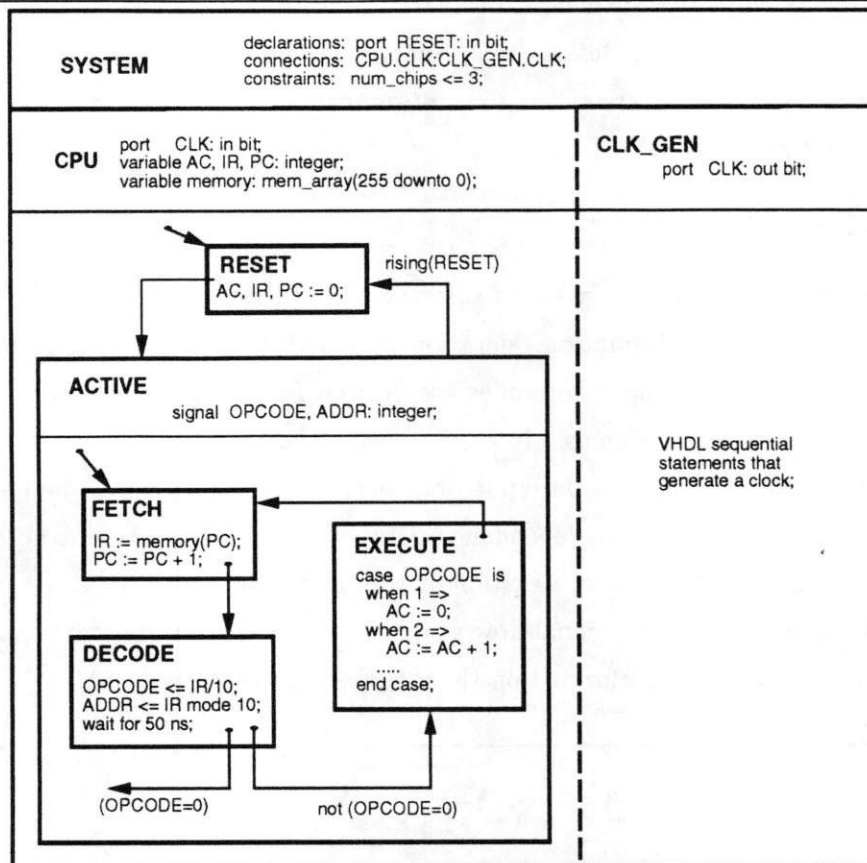 SYSTEM
declarations: port RESET: in bit;
connections: CPU.CLK:CLK_GEN.CLK;
constraints: num_chips <= 3;
CPU
port CLK: in bit;
variable AC, IR, PC: integer;
variable memory: mem_array(255 downto 0);
CLK_GEN
port CLK: out bit;
RESET
AC, IR, PC := 0;
rising(RESET)
ACTIVE
signal OPCODE, ADDR: integer;
FETCH
IR := memory(PC);
PC := PC + 1;
DECODE
OPCODE <= IR/10;
ADDR <= IR mode 10;
wait for 50 ns;
EXECUTE
case OPCODE is
when 1 =>
AC := 0;
when 2 =>
AC := AC + 1;
.....
end case;
(OPCODE=0)
not (OPCODE=0)
VHDL sequential
statements that
generate a clock;